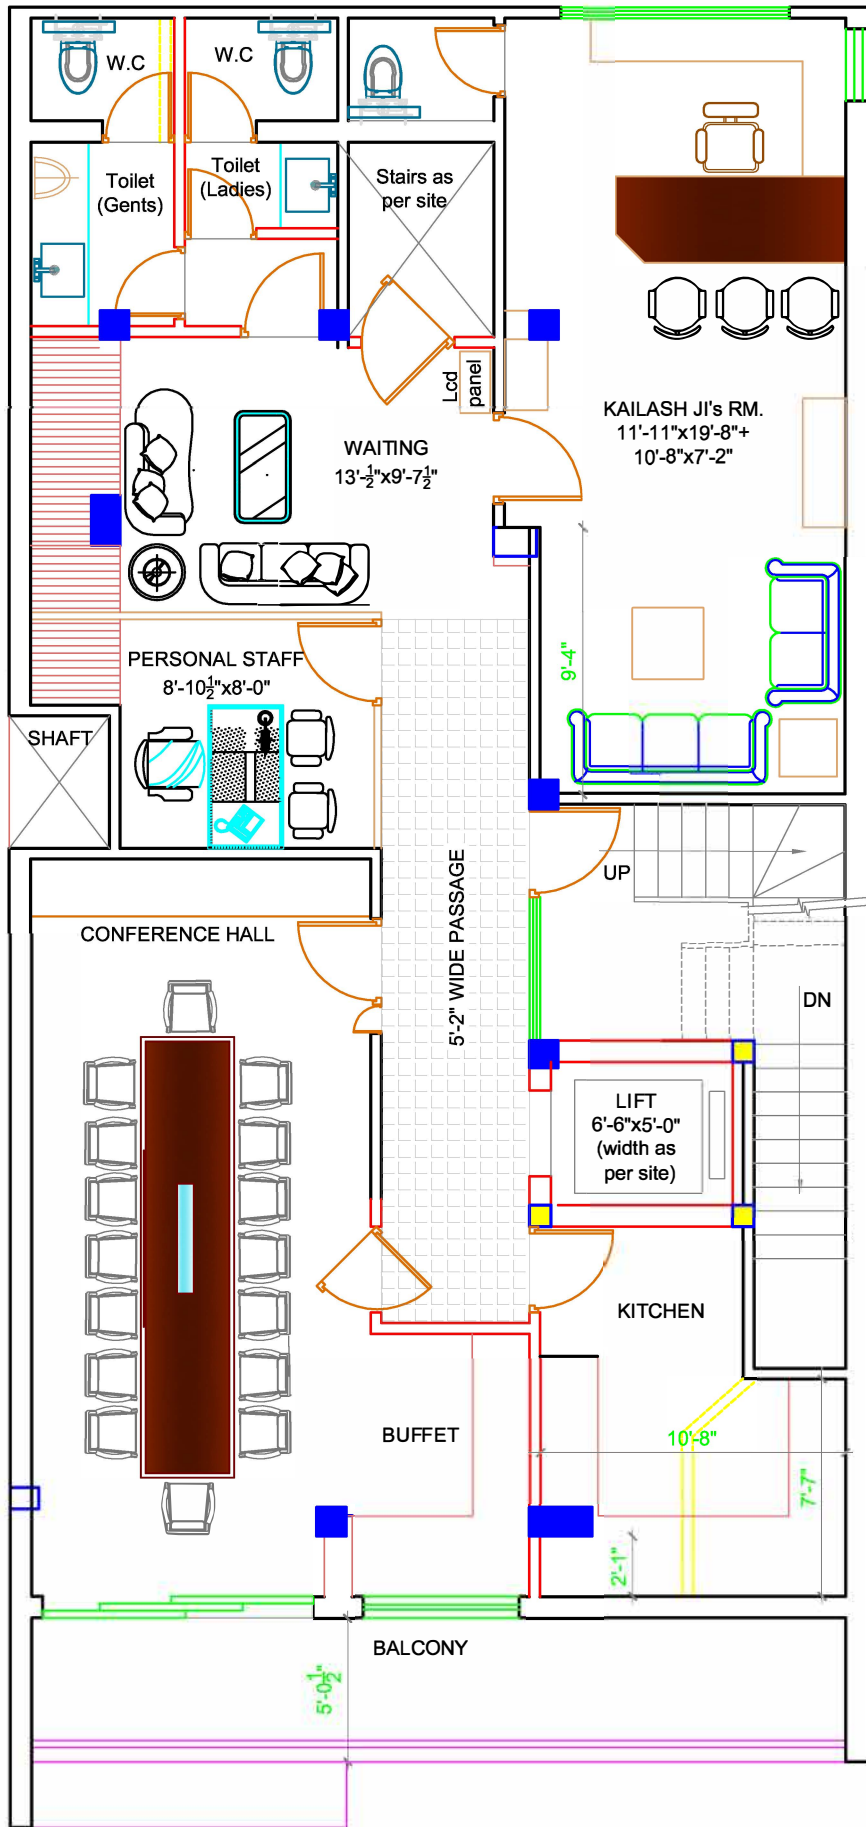 W.C
W.C
Toilet
(Gents)
Toilet
(Ladies)
Stairs as
per site
Lcd
panel
KAILASH JI's RM.
11'-11"x19'-8"+
10'-8"x7'-2"
WAITING
13'-½"x9'-7½"
9'-4"
PERSONAL STAFF
8'-10½"x8'-0"
SHAFT
UP
5'-2" WIDE PASSAGE
CONFERENCE HALL
DN
LIFT
6'-6"x5'-0"
(width as
per site)
KITCHEN
BUFFET
10'-8"
7'-7"
2'-1"
BALCONY
5'-0½"